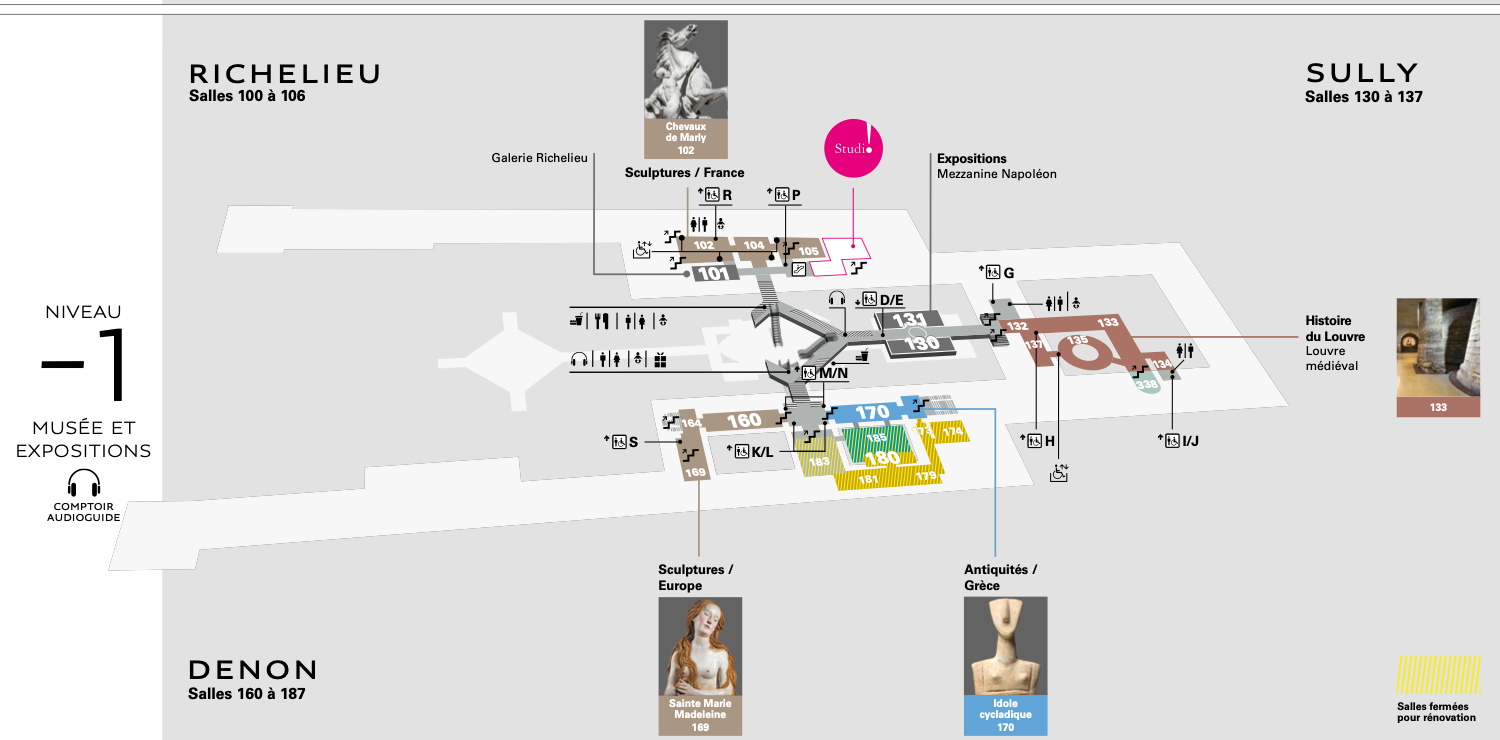 RICHELIEU
Salles 100 à 106
SULLY
Salles 130 à 137
Chevaux
de Marly
102
Studio!
Galerie Richelieu
Sculptures / France
Expositions
Mezzanine Napoléon
R
P
102
104
105
101
G
D/E
131
130
132
133
137
135
134
338
Histoire
du Louvre
Louvre
médiéval
133
NIVEAU
–1
MUSÉE ET
EXPOSITIONS
COMPTOIR
AUDIOGUIDE
M/N
164
160
170
174
185
180
183
181
179
169
S
K/L
H
I/J
Sculptures /
Europe
Sainte Marie
Madeleine
169
Antiquités /
Grèce
Idole
cycladique
170
DENON
Salles 160 à 187
Salles fermées
pour rénovation